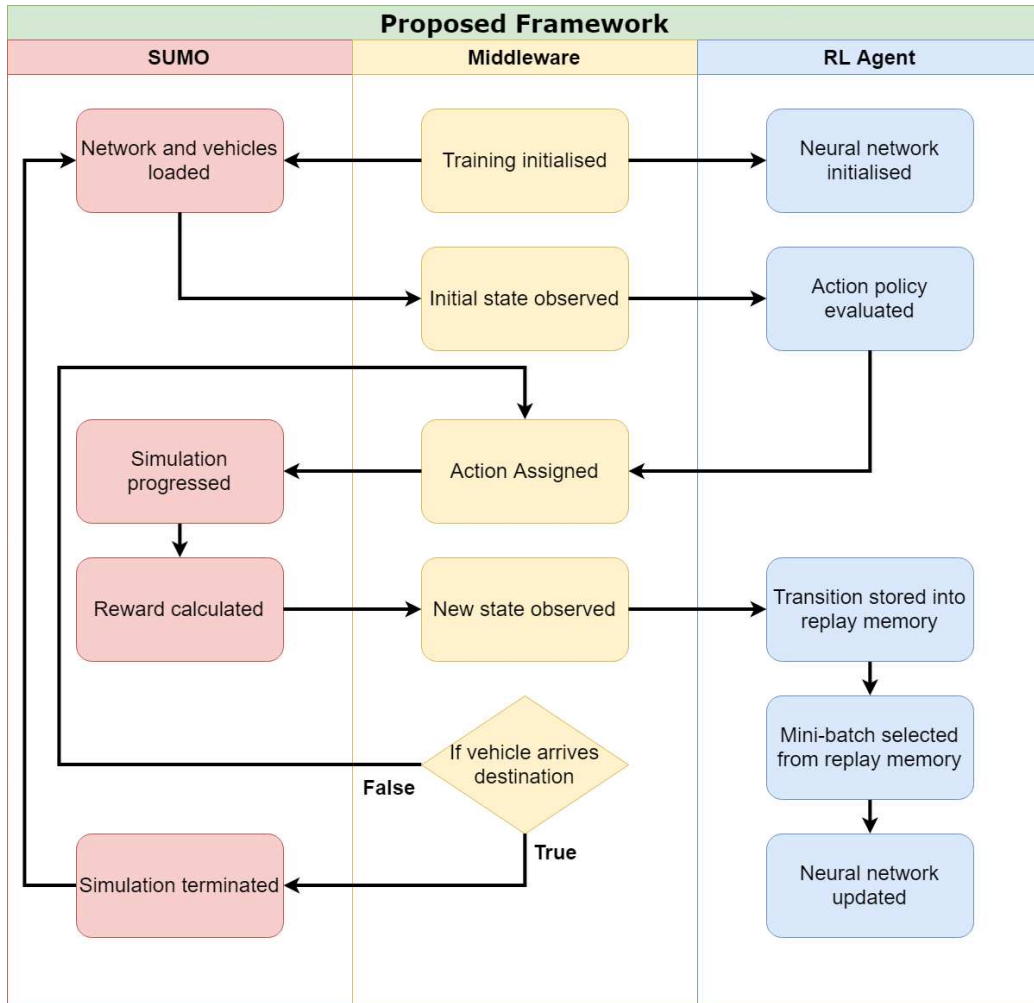 Proposed Framework
SUMO
Middleware
RL Agent
Network and vehicles
loaded
Training initialised
Neural network
initialised
Initial state observed
Action policy
evaluated
Simulation
progressed
Action Assigned
Reward calculated
New state observed
Transition stored into
replay memory
If vehicle arrives
destination
False
True
Mini-batch selected
from replay memory
Simulation terminated
Neural network
updated